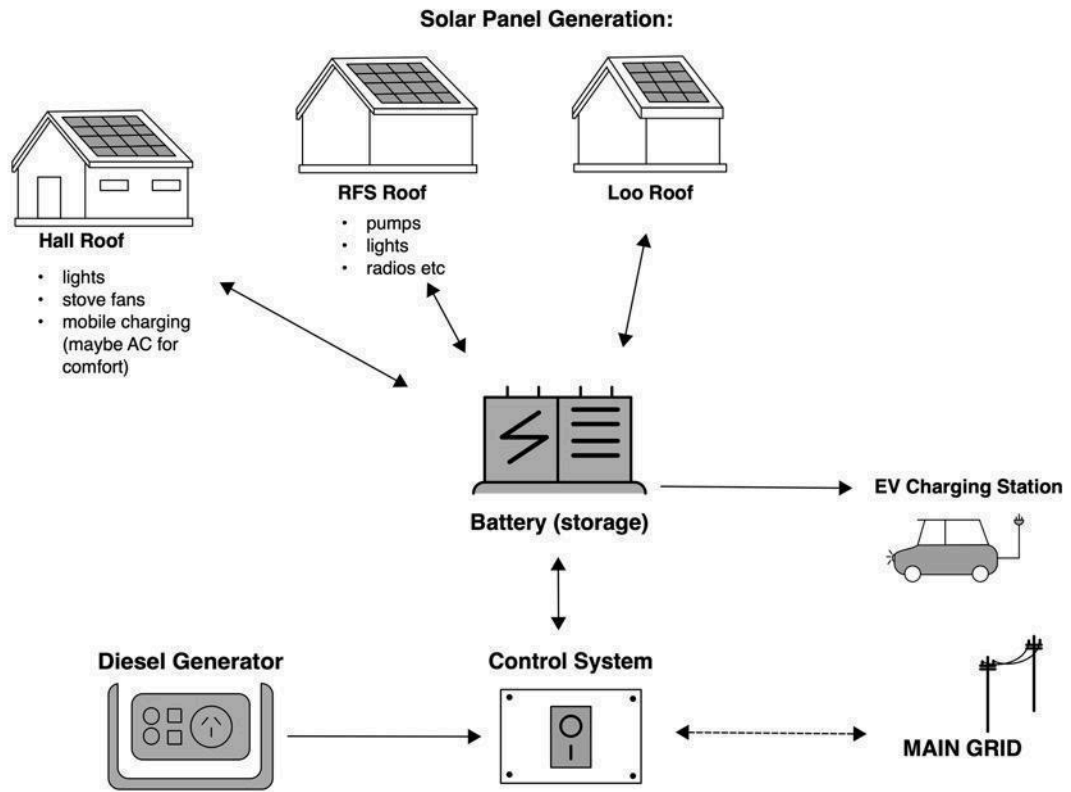 Solar Panel Generation:
RFS Roof
• pumps
• lights
• radios etc
Loo Roof
Hall Roof
• lights
• stove fans
• mobile charging
(maybe AC for
comfort)
Battery (storage)
EV Charging Station
Diesel Generator
Control System
MAIN GRID